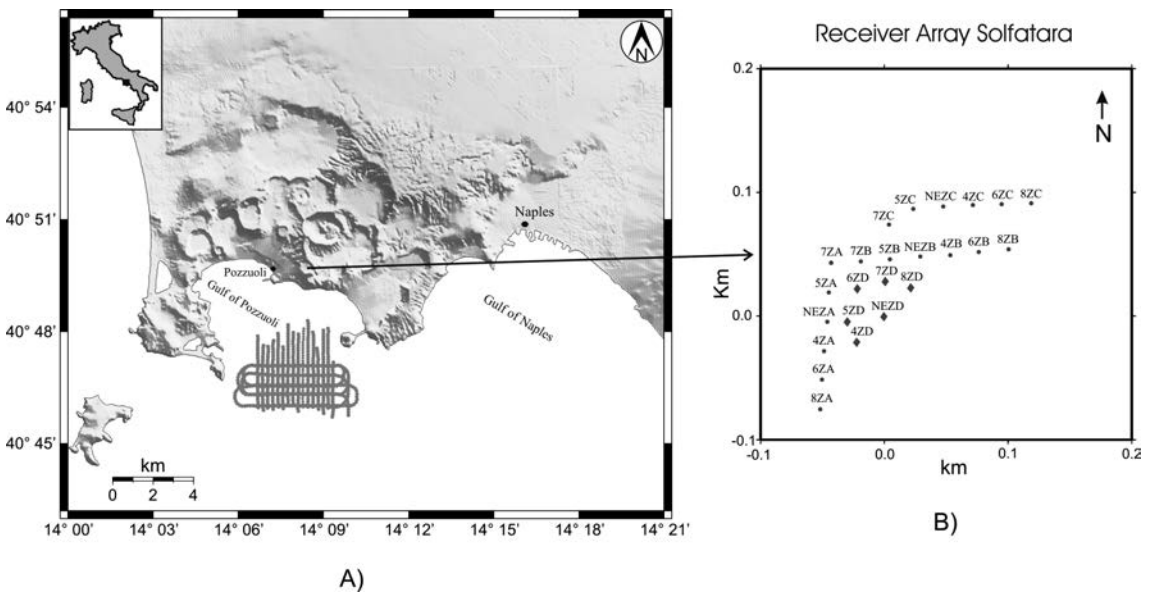 N
40° 54'
40° 51'
40° 48'
40° 45'
Naples
Pozzuoli
Gulf of Pozzuoli
Gulf of Naples
km
0 2 4
14° 00' 14° 03' 14° 06' 14° 09' 14° 12' 14° 15' 14° 18' 14° 21'
A)
Receiver Array Solfatara
0.2
N
5ZC NEZC 4ZC 6ZC 8ZC
7ZC
0.1
7ZA 7ZB 5ZB NEZB 4ZB 6ZB 8ZB
5ZA 6ZD 7ZD 8ZD
Km
NEZA 5ZD NEZD
0.0
4ZA 4ZD
6ZA
8ZA
-0.1
-0.1 0.0 0.1 0.2
km
B)